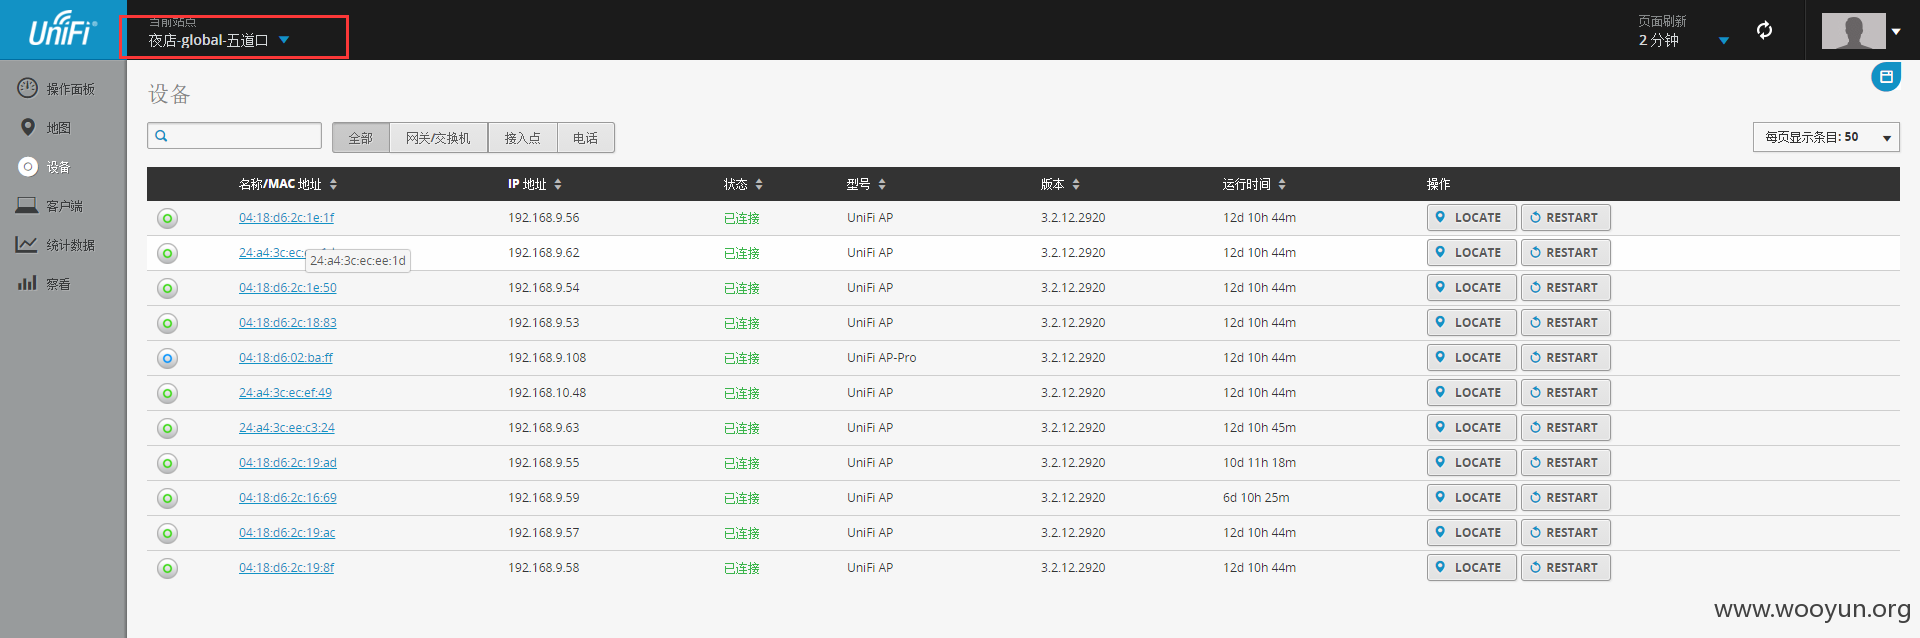 UniFi
当前站点
夜店-global-五道口
页面刷新
2 分钟
操作面板
地图
设备
客户端
统计数据
察看
设备
全部 网关/交换机 接入点 电话
每页显示条目: 50
名称/MAC 地址 IP 地址 状态 型号 版本 运行时间 操作
04:18:d6:2c:1e:1f 192.168.9.56 已连接 UniFi AP 3.2.12.2920 12d 10h 44m LOCATE RESTART
24:a4:3c:ec: 192.168.9.62 已连接 UniFi AP 3.2.12.2920 12d 10h 44m LOCATE RESTART
24:a4:3c:ec:ee:1d
04:18:d6:2c:1e:50 192.168.9.54 已连接 UniFi AP 3.2.12.2920 12d 10h 44m LOCATE RESTART
04:18:d6:2c:18:83 192.168.9.53 已连接 UniFi AP 3.2.12.2920 12d 10h 44m LOCATE RESTART
04:18:d6:02:ba:ff 192.168.9.108 已连接 UniFi AP-Pro 3.2.12.2920 12d 10h 44m LOCATE RESTART
24:a4:3c:ec:ef:49 192.168.10.48 已连接 UniFi AP 3.2.12.2920 12d 10h 44m LOCATE RESTART
24:a4:3c:ee:c3:24 192.168.9.63 已连接 UniFi AP 3.2.12.2920 12d 10h 45m LOCATE RESTART
04:18:d6:2c:19:ad 192.168.9.55 已连接 UniFi AP 3.2.12.2920 10d 11h 18m LOCATE RESTART
04:18:d6:2c:16:69 192.168.9.59 已连接 UniFi AP 3.2.12.2920 6d 10h 25m LOCATE RESTART
04:18:d6:2c:19:ac 192.168.9.57 已连接 UniFi AP 3.2.12.2920 12d 10h 44m LOCATE RESTART
04:18:d6:2c:19:8f 192.168.9.58 已连接 UniFi AP 3.2.12.2920 12d 10h 44m LOCATE RESTART
www.wooyun.org